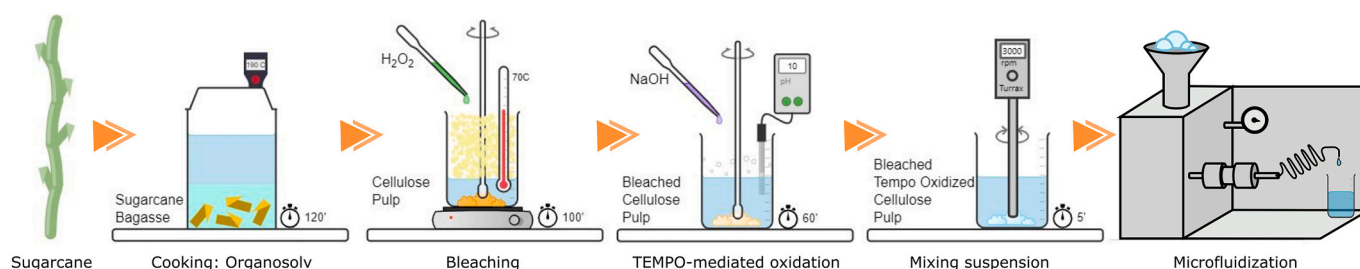 Sugarcane
190 C
Sugarcane
Bagasse
120'
Cooking: Organosolv
H₂O₂
70C
Cellulose
Pulp
100'
Bleaching
NaOH
10
pH
Bleached
Cellulose
Pulp
60'
TEMPO-mediated oxidation
3000
rpm
Turrax
Bleached
Tempo Oxidized
Cellulose
Pulp
5'
Mixing suspension
Microfluidization